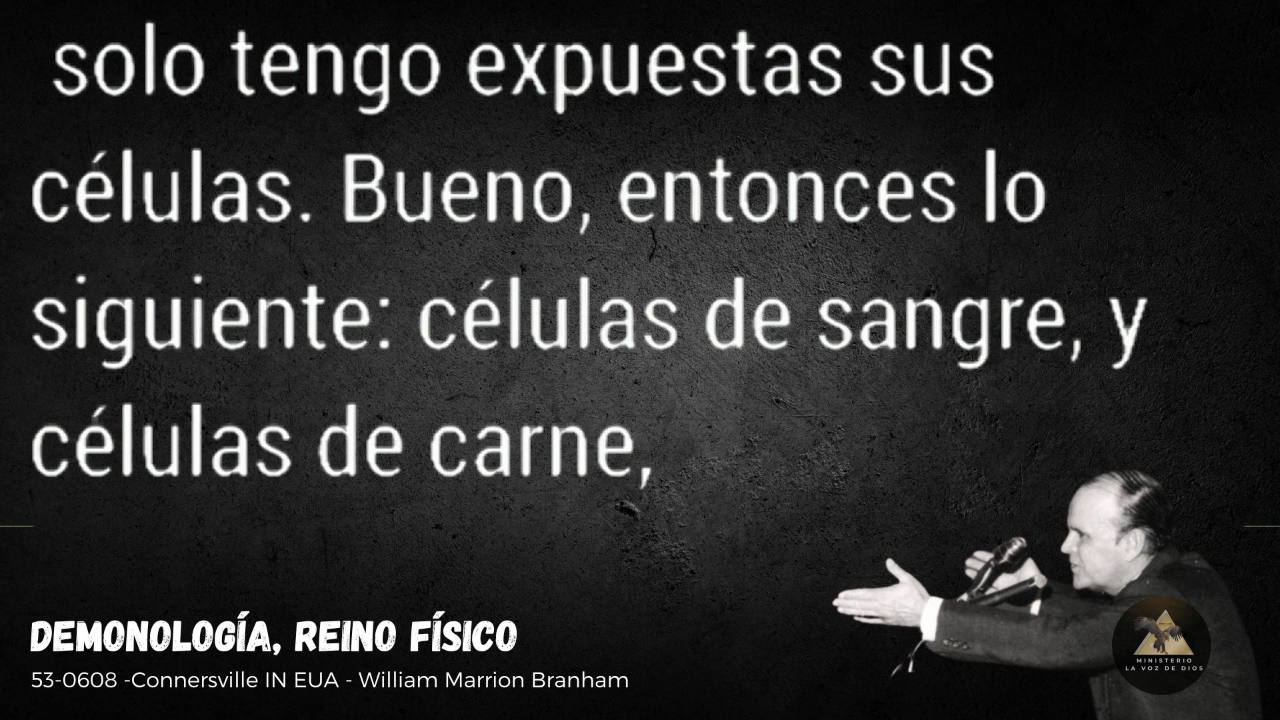 solo tengo expuestas sus
células. Bueno, entonces lo
siguiente: células de sangre, y
células de carne,
DEMONOLOGÍA, REINO FÍSICO
53-0608 -Connersville IN EUA - William Marrion Branham
MINISTERIO
LA VOZ DE DIOS